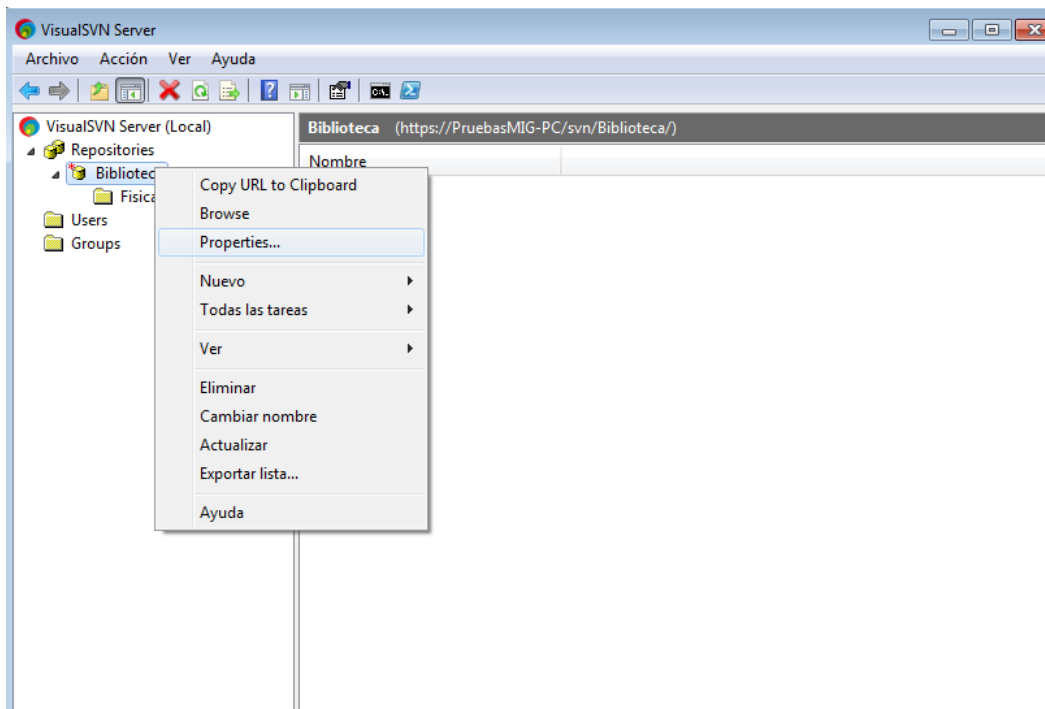 VisualSVN Server
Archivo Acción Ver Ayuda
VisualSVN Server (Local)
Repositories
Bibliotec
Fisica
Users
Groups
Biblioteca (https://PruebasMIG-PC/svn/Biblioteca/)
Nombre
Copy URL to Clipboard
Browse
Properties...
Nuevo
Todas las tareas
Ver
Eliminar
Cambiar nombre
Actualizar
Exportar lista...
Ayuda